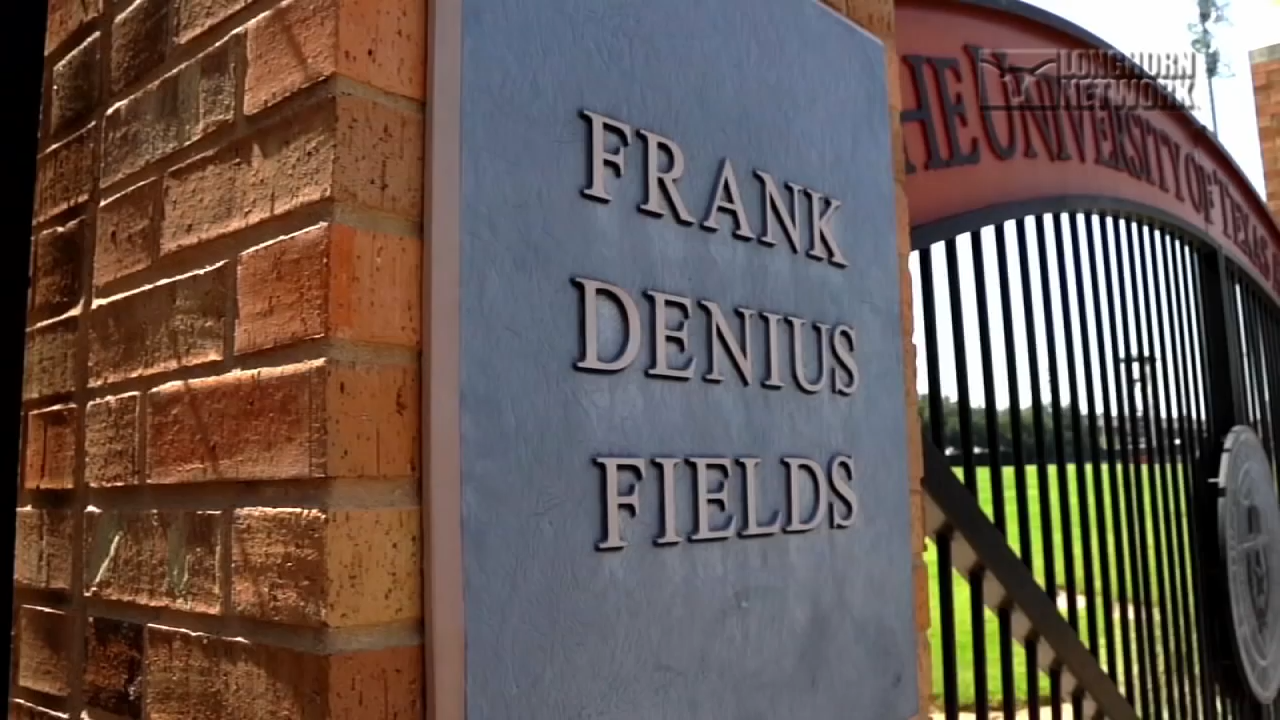 FRANK
DENIUS
FIELDS
THE UNIVERSITY OF TEXAS
LONGHORN
NETWORK